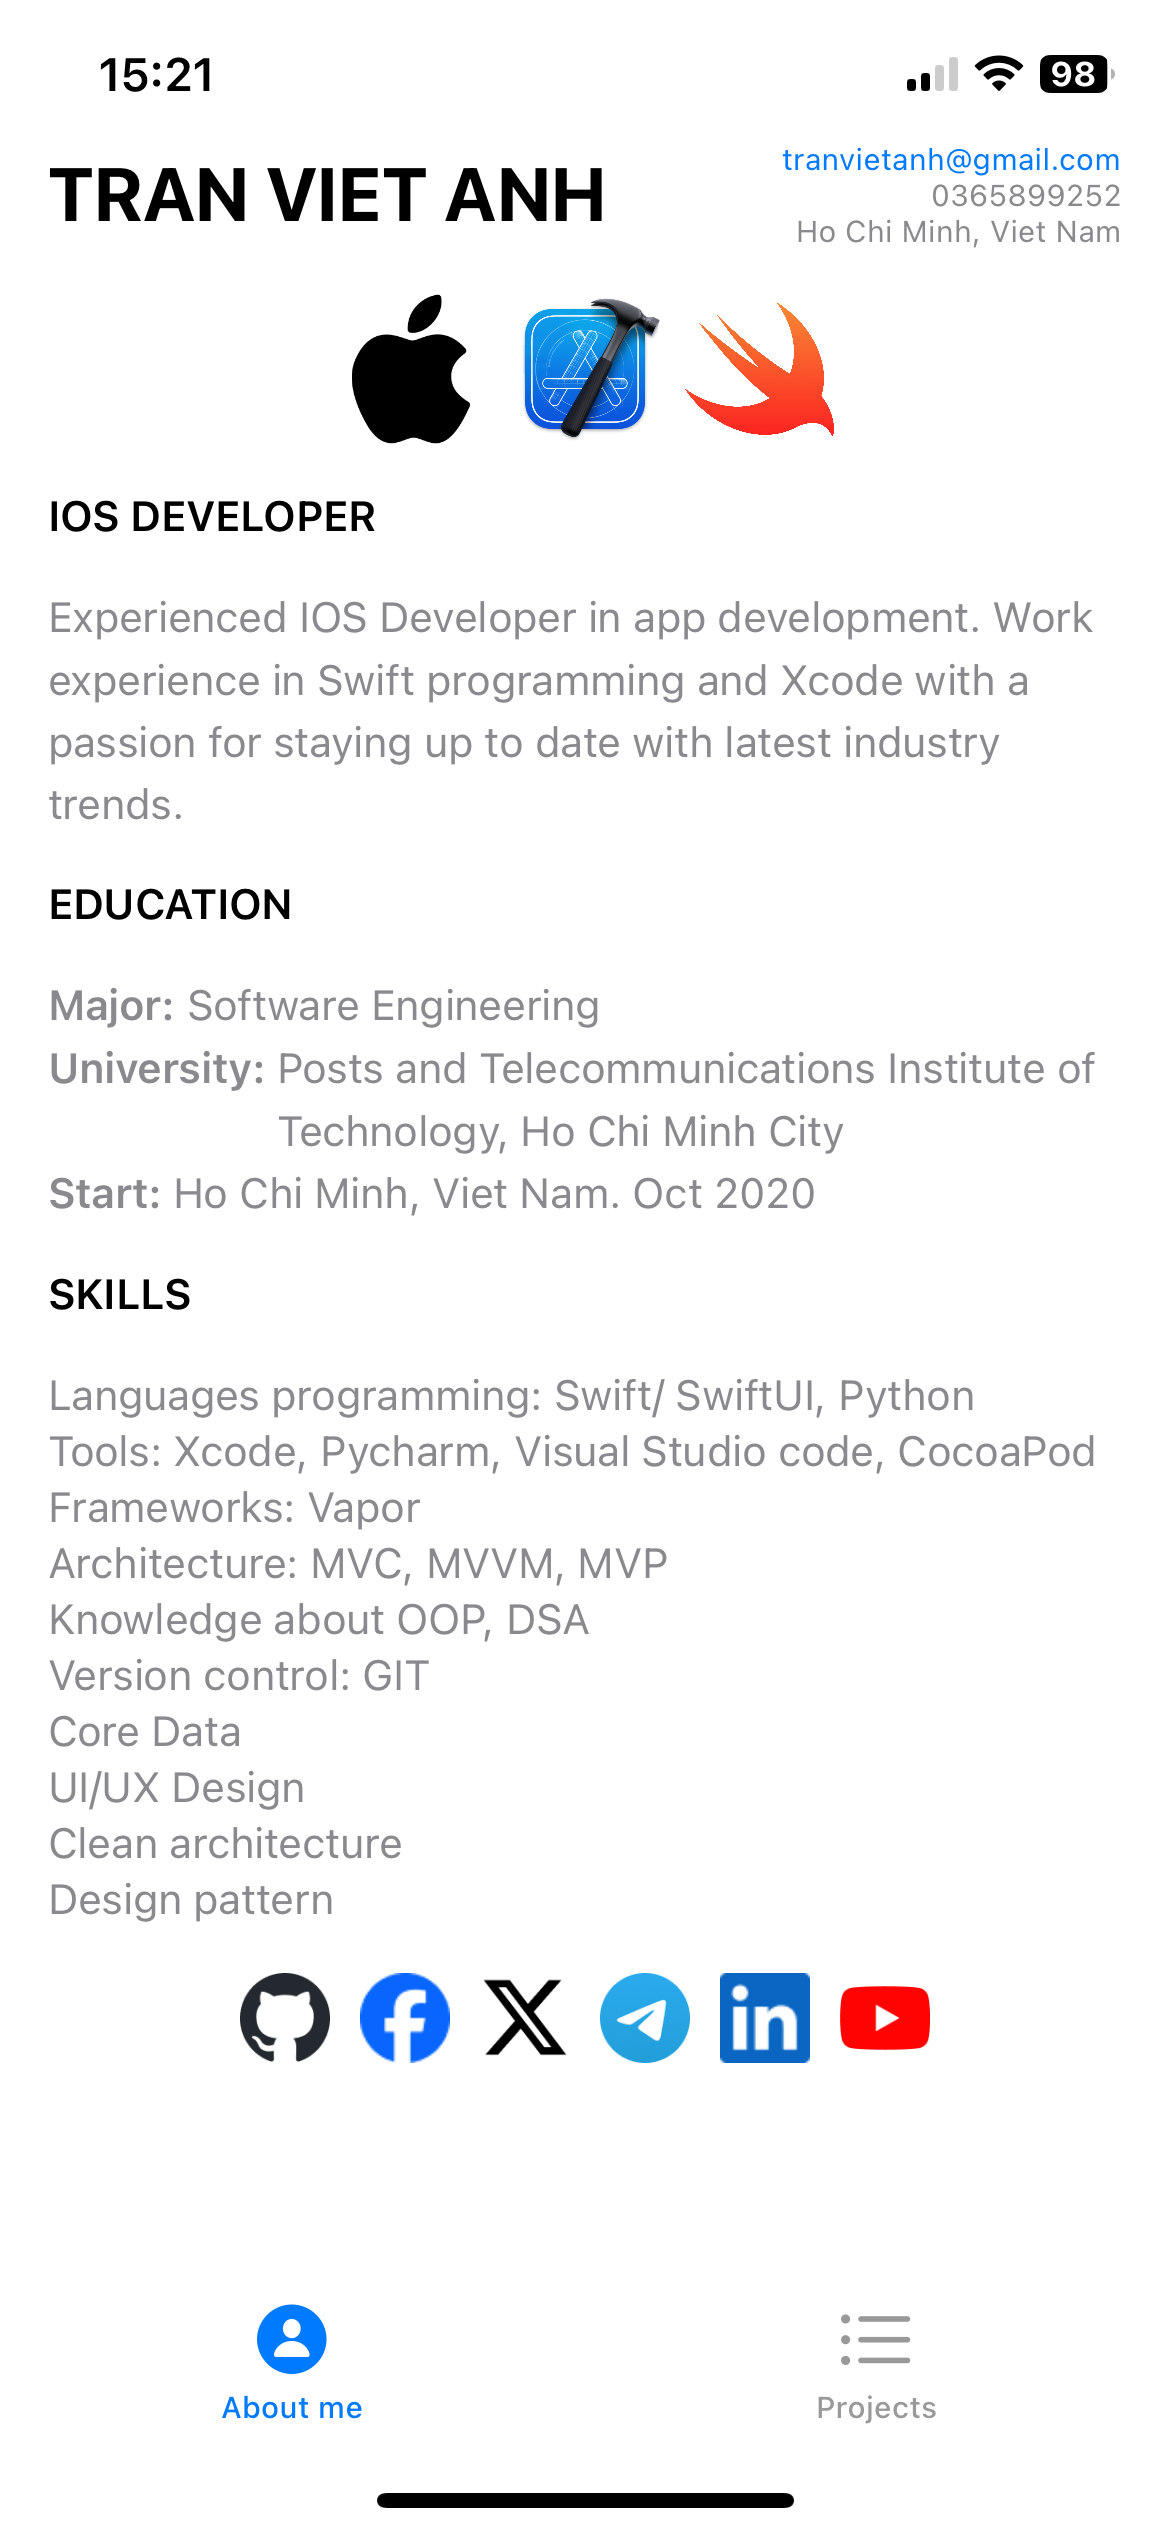 15:21
98
TRAN VIET ANH
tranvietanh@gmail.com
0365899252
Ho Chi Minh, Viet Nam
IOS DEVELOPER
Experienced IOS Developer in app development. Work
experience in Swift programming and Xcode with a
passion for staying up to date with latest industry
trends.
EDUCATION
Major: Software Engineering
University: Posts and Telecommunications Institute of
Technology, Ho Chi Minh City
Start: Ho Chi Minh, Viet Nam. Oct 2020
SKILLS
Languages programming: Swift/ SwiftUI, Python
Tools: Xcode, Pycharm, Visual Studio code, CocoaPod
Frameworks: Vapor
Architecture: MVC, MVVM, MVP
Knowledge about OOP, DSA
Version control: GIT
Core Data
UI/UX Design
Clean architecture
Design pattern
in
About me
Projects